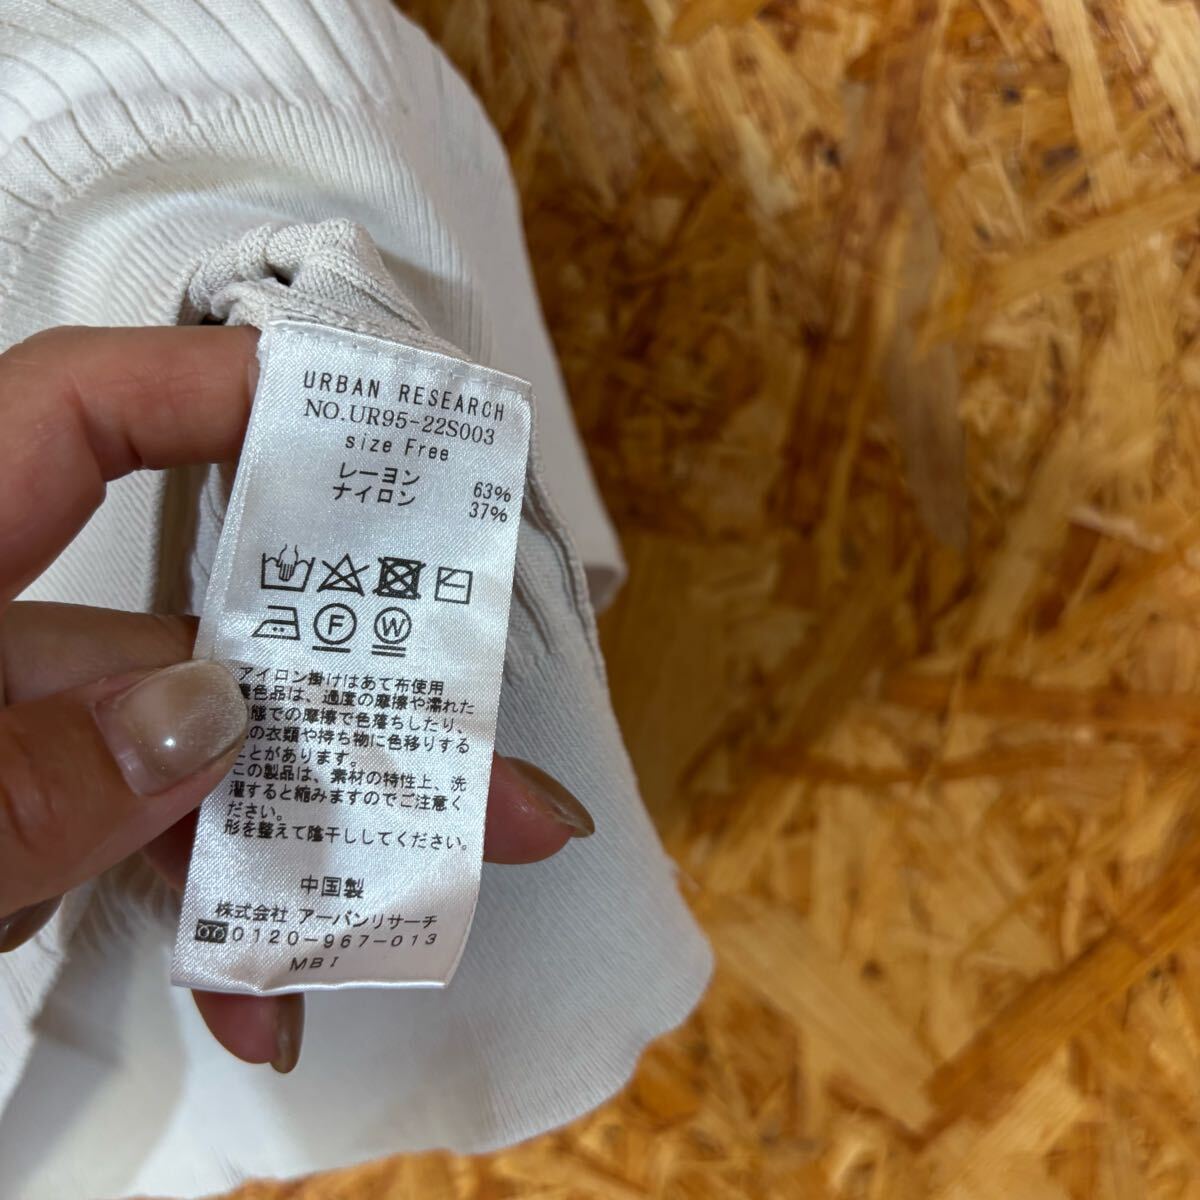 URBAN RESEARCH
NO.UR95-22S003
size Free
レーヨン 63%
ナイロン 37%
F W
アイロン掛けはあて布使用
色品は、過度の摩擦や濡れた
態での摩擦で色落ちしたり、
の衣類や持ち物に色移りする
ことがあります。
この製品は、素材の特性上、洗
濯すると縮みますのでご注意く
ださい。
形を整えて陰干ししてください。
中国製
株式会社 アーバンリサーチ
0120-967-013
MBI